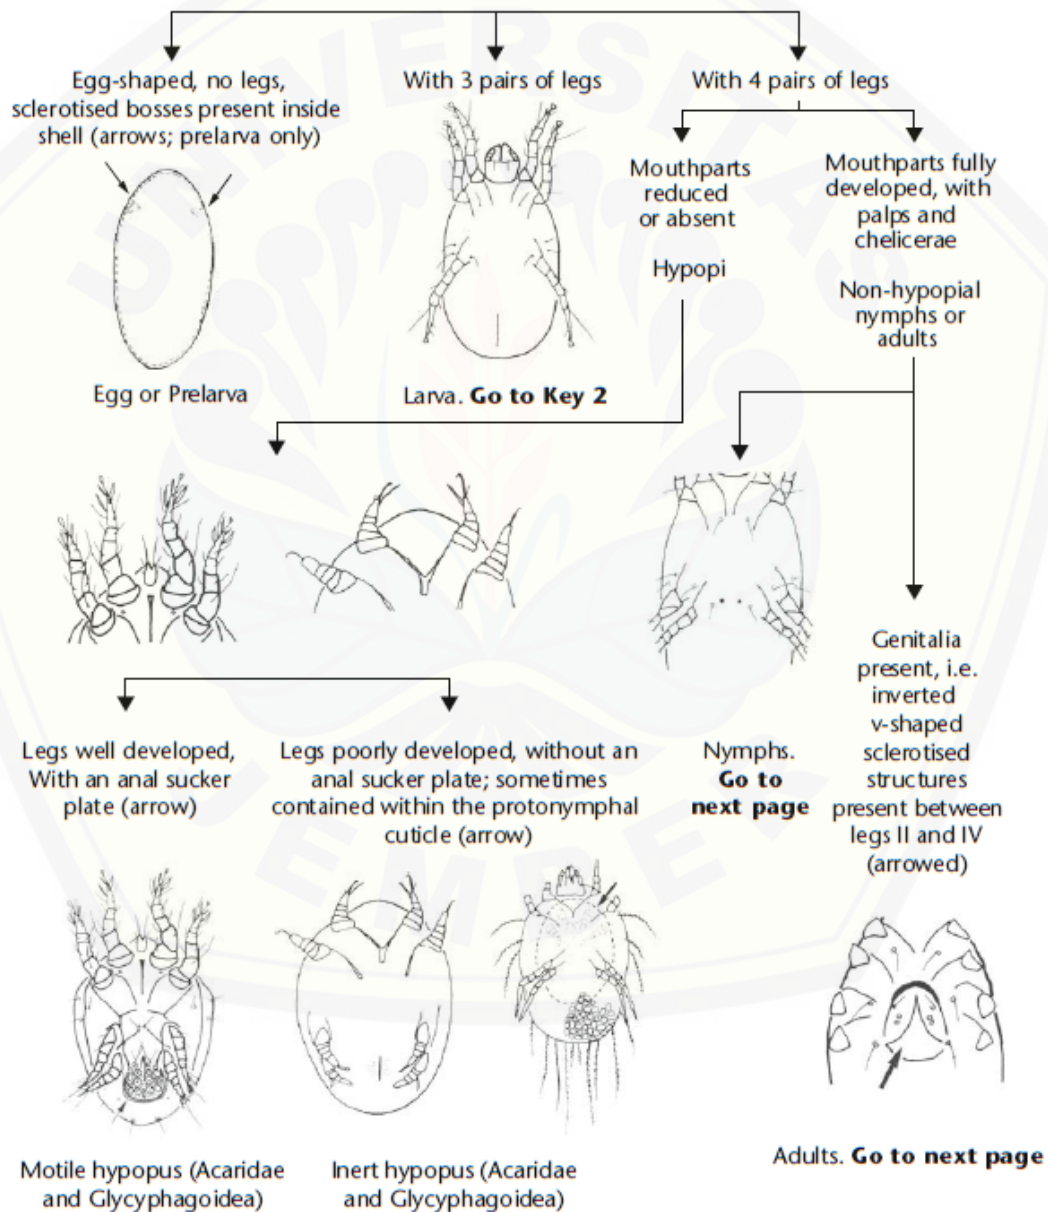 Egg-shaped, no legs,
sclerotised bosses present inside
shell (arrows; prelarva only)
With 3 pairs of legs
With 4 pairs of legs
Mouthparts
reduced
or absent
Hypopi
Mouthparts fully
developed, with
palps and
chelicerae
Non-hypopial
nymphs or
adults
Egg or Prelarva
Larva. Go to Key 2
Legs well developed,
With an anal sucker
plate (arrow)
Legs poorly developed, without an
anal sucker plate; sometimes
contained within the protonymphal
cuticle (arrow)
Nymphs.
Go to
next page
Genitalia
present, i.e.
inverted
v-shaped
sclerotised
structures
present between
legs II and IV
(arrowed)
Motile hypopus (Acaridae
and Glycyphagoidea)
Inert hypopus (Acaridae
and Glycyphagoidea)
Adults. Go to next page
UNIVERSITAS
JEMBER